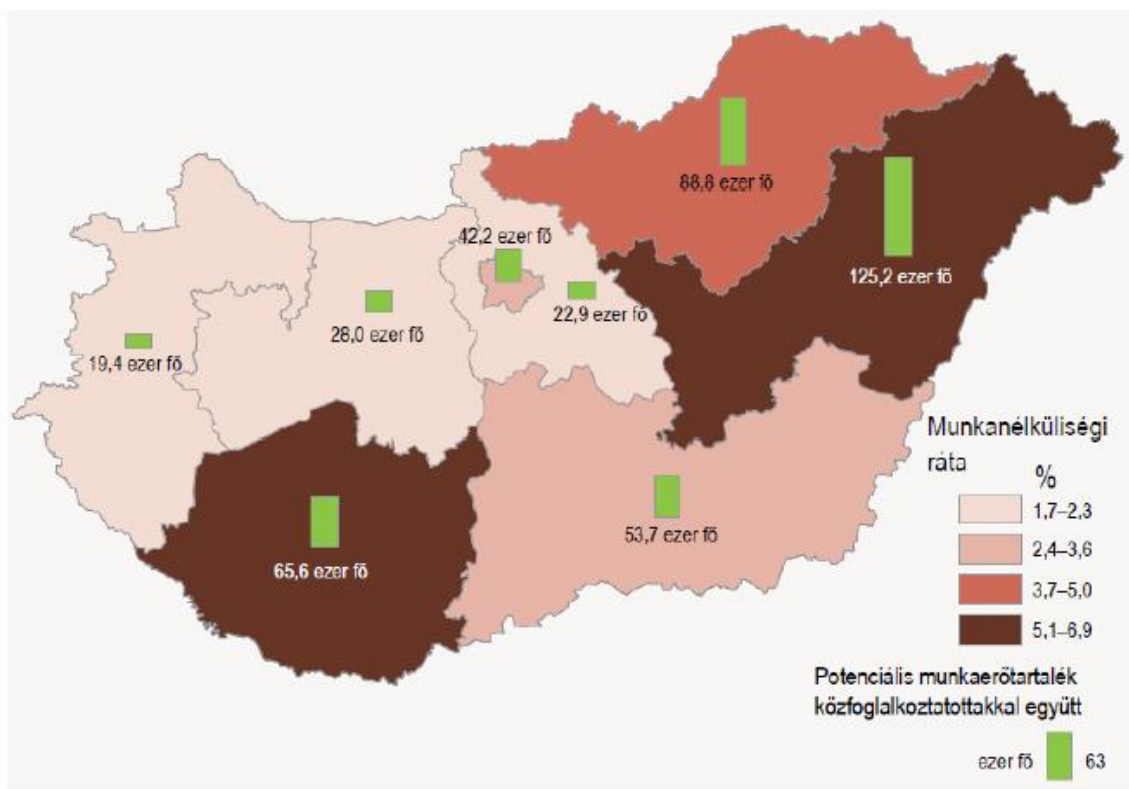 88,8 ezer fő
42,2 ezer fő
125,2 ezer fő
22,9 ezer fő
28,0 ezer fő
19,4 ezer fő
53,7 ezer fő
65,6 ezer fő
Munkanélküliségi
ráta
%
1,7–2,3
2,4–3,6
3,7–5,0
5,1–6,9
Potenciális munkaerőtartalék
közfoglalkoztatottakkal együtt
ezer fő 63